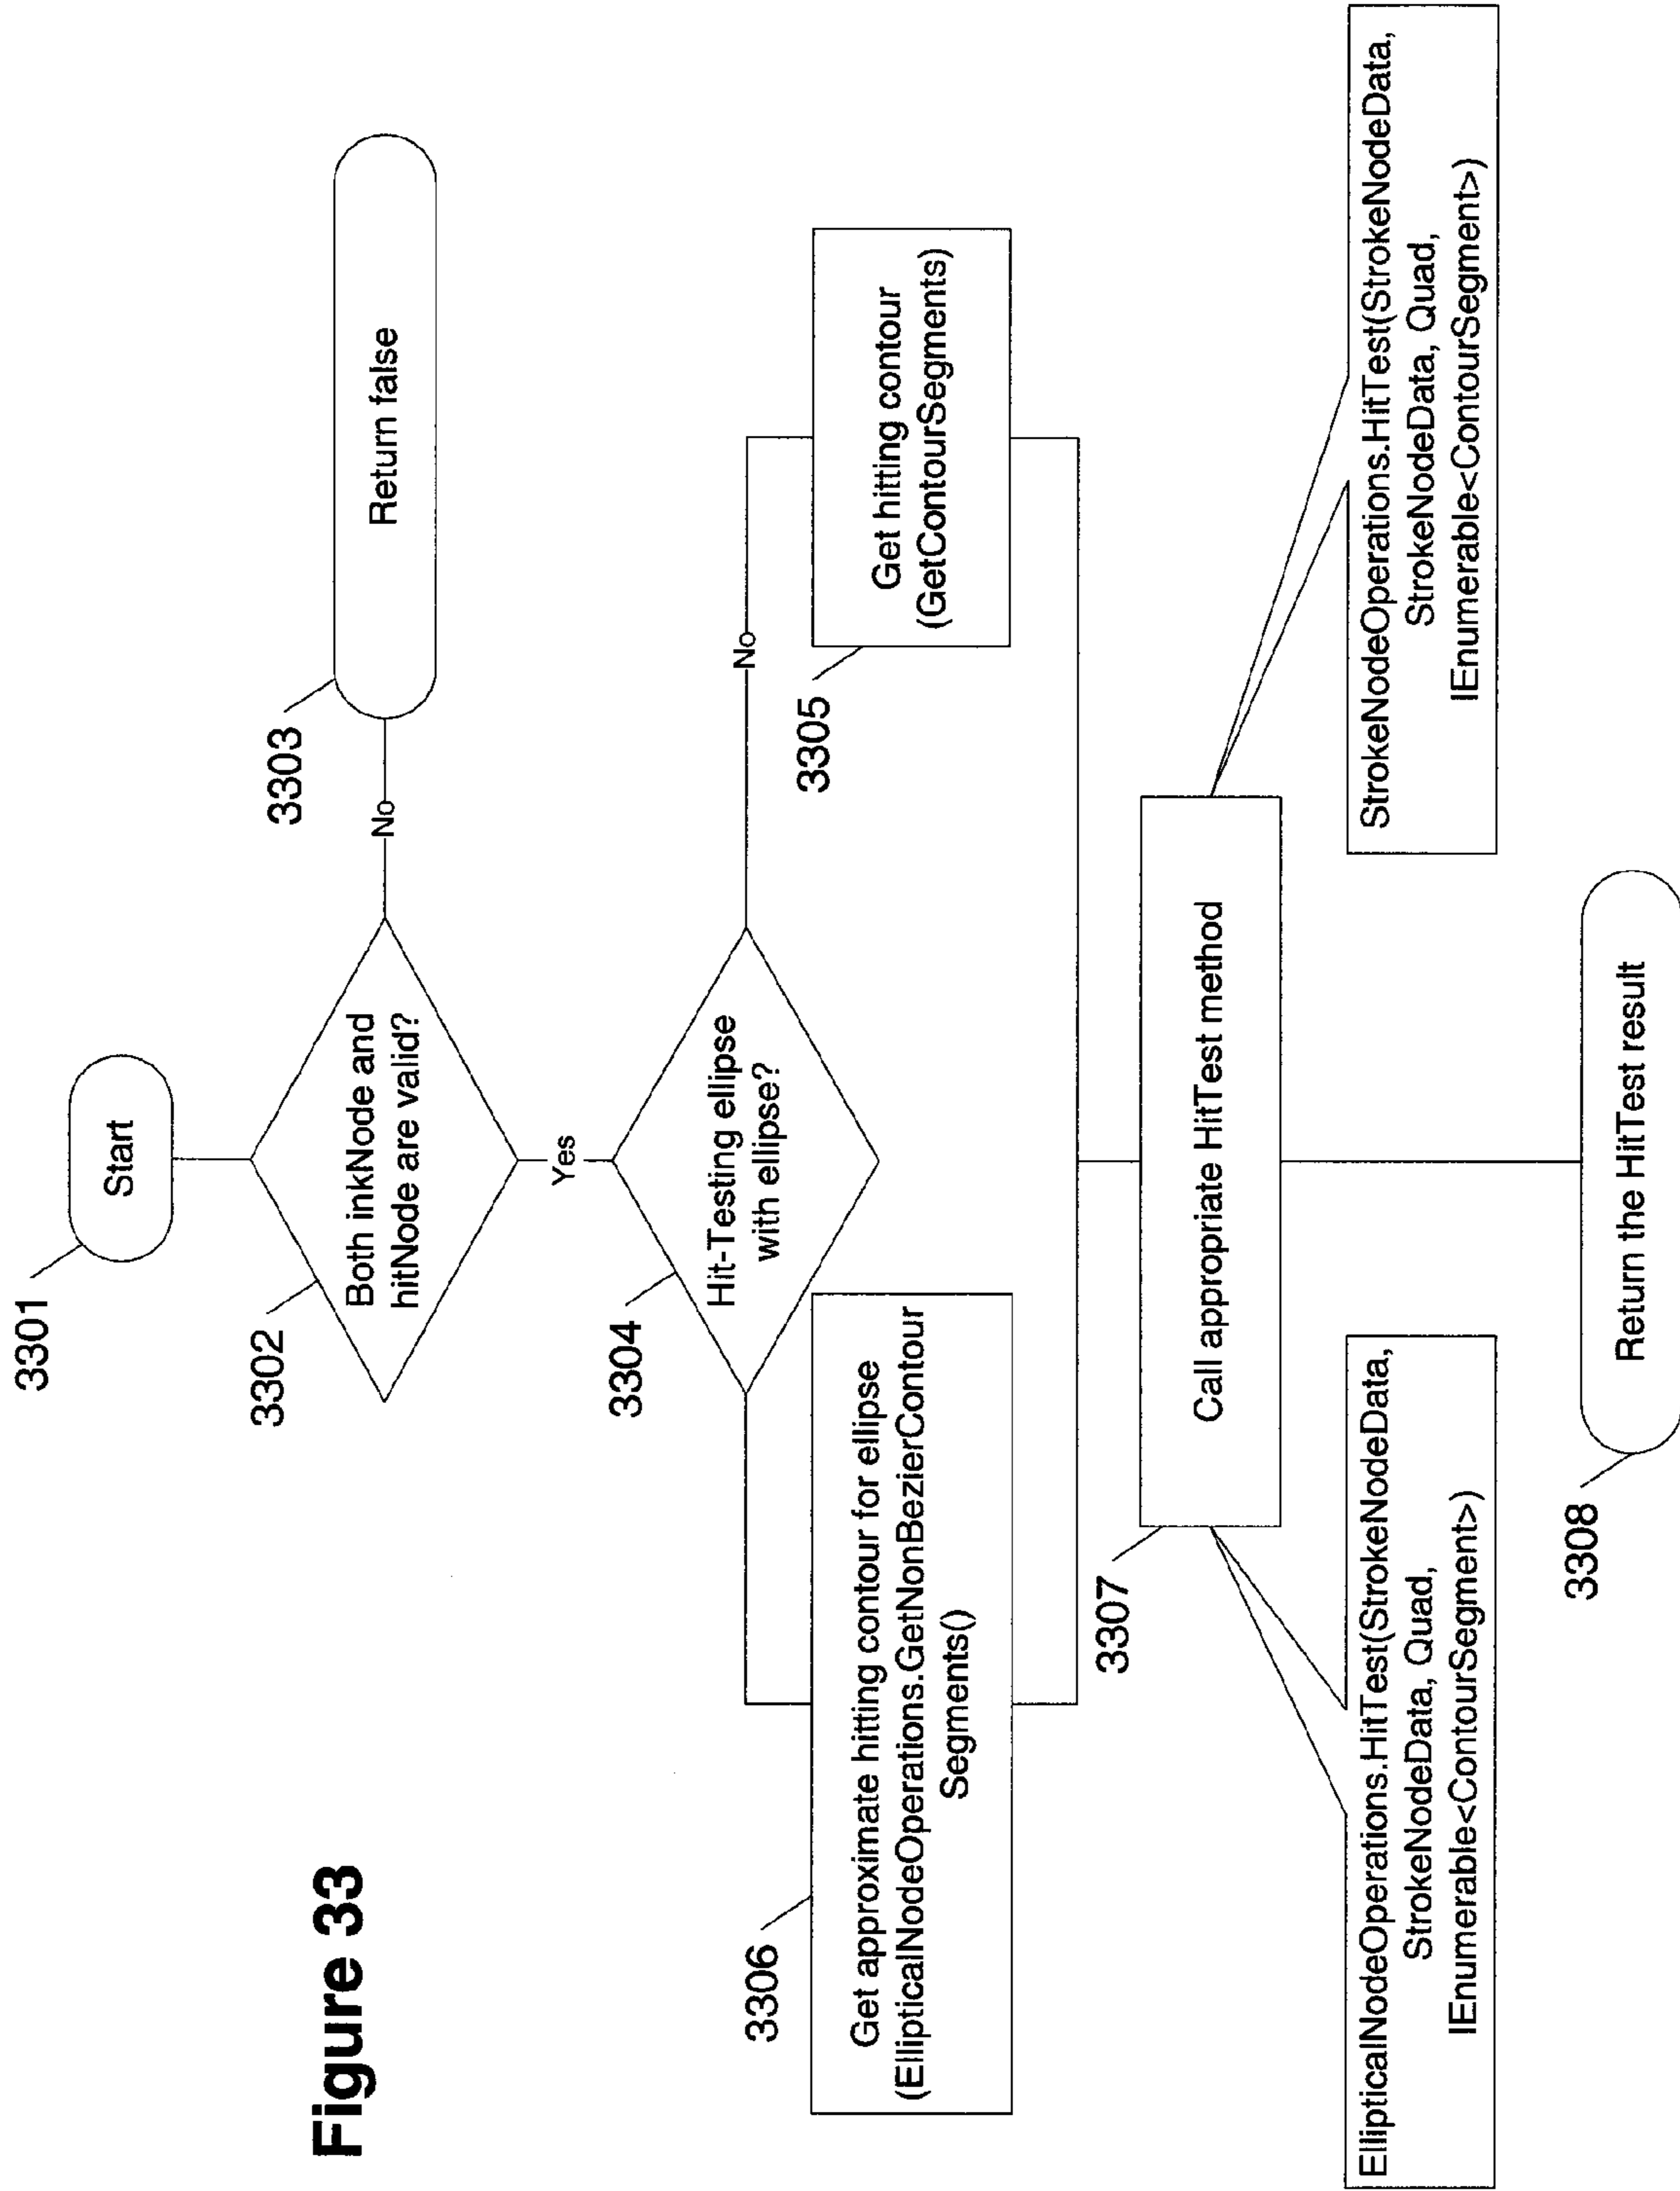 Figure 33
3301
Start
3302
Both inkNode and
hitNode are valid?
No
3303
Return false
Yes
3304
Hit-Testing ellipse
with ellipse?
No
3305
Get hitting contour
(GetContourSegments)
3306
Get approximate hitting contour for ellipse
(EllipticalNodeOperations.GetNonBezierContour
Segments()
3307
Call appropriate HitTest method
EllipticalNodeOperations.HitTest(StrokeNodeData,
StrokeNodeData, Quad,
IEnumerable<ContourSegment>)
StrokeNodeOperations.HitTest(StrokeNodeData,
StrokeNodeData, Quad,
IEnumerable<ContourSegment>)
3308
Return the HitTest result